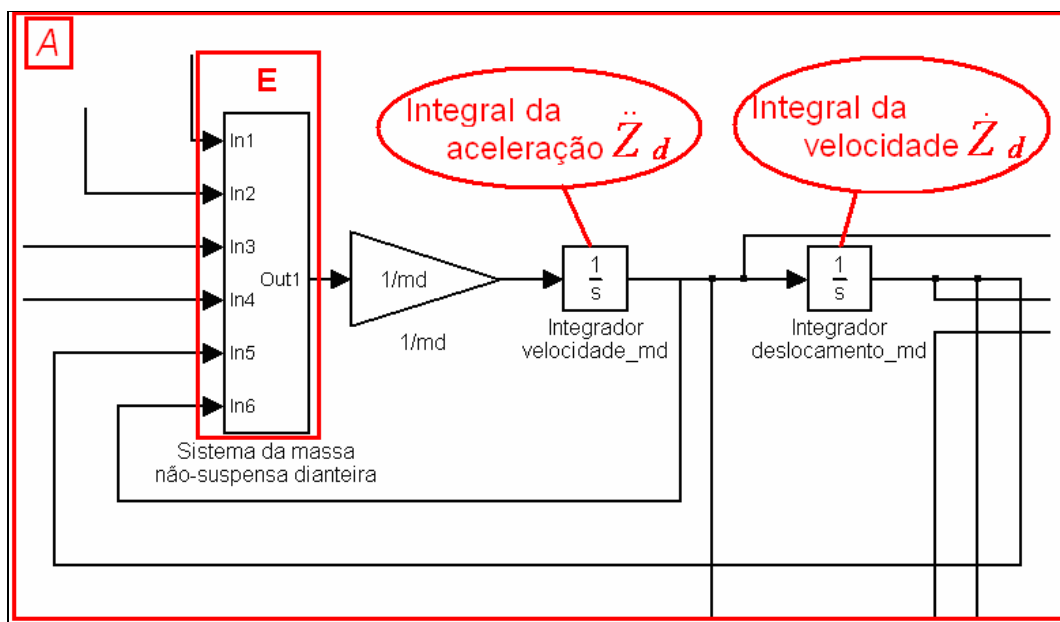 A
E
In1
In2
In3
In4
In5
In6
Out1
Sistema da massa
não-suspensa dianteira
1/md
1/md
Integral da
aceleração Z̈ d
1
s
Integrador
velocidade_md
Integral da
velocidade Ż d
1
s
Integrador
deslocamento_md